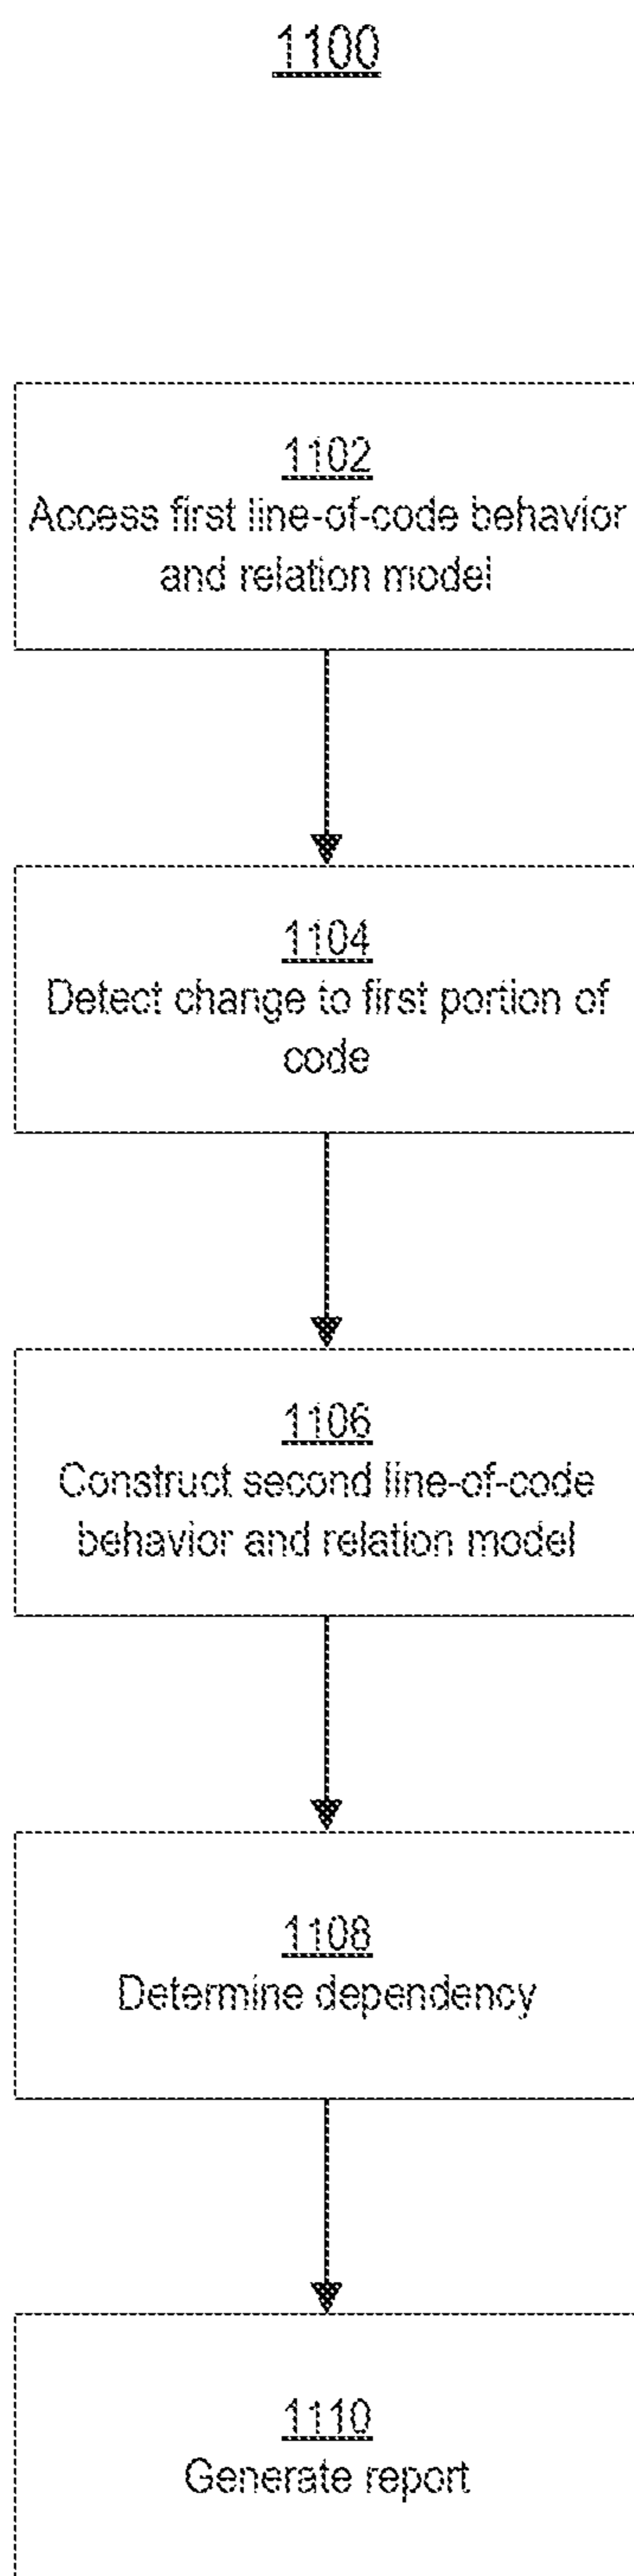 1100
1102
Access first line-of-code behavior
and relation model
1104
Detect change to first portion of
code
1106
Construct second line-of-code
behavior and relation model
1108
Determine dependency
1110
Generate report